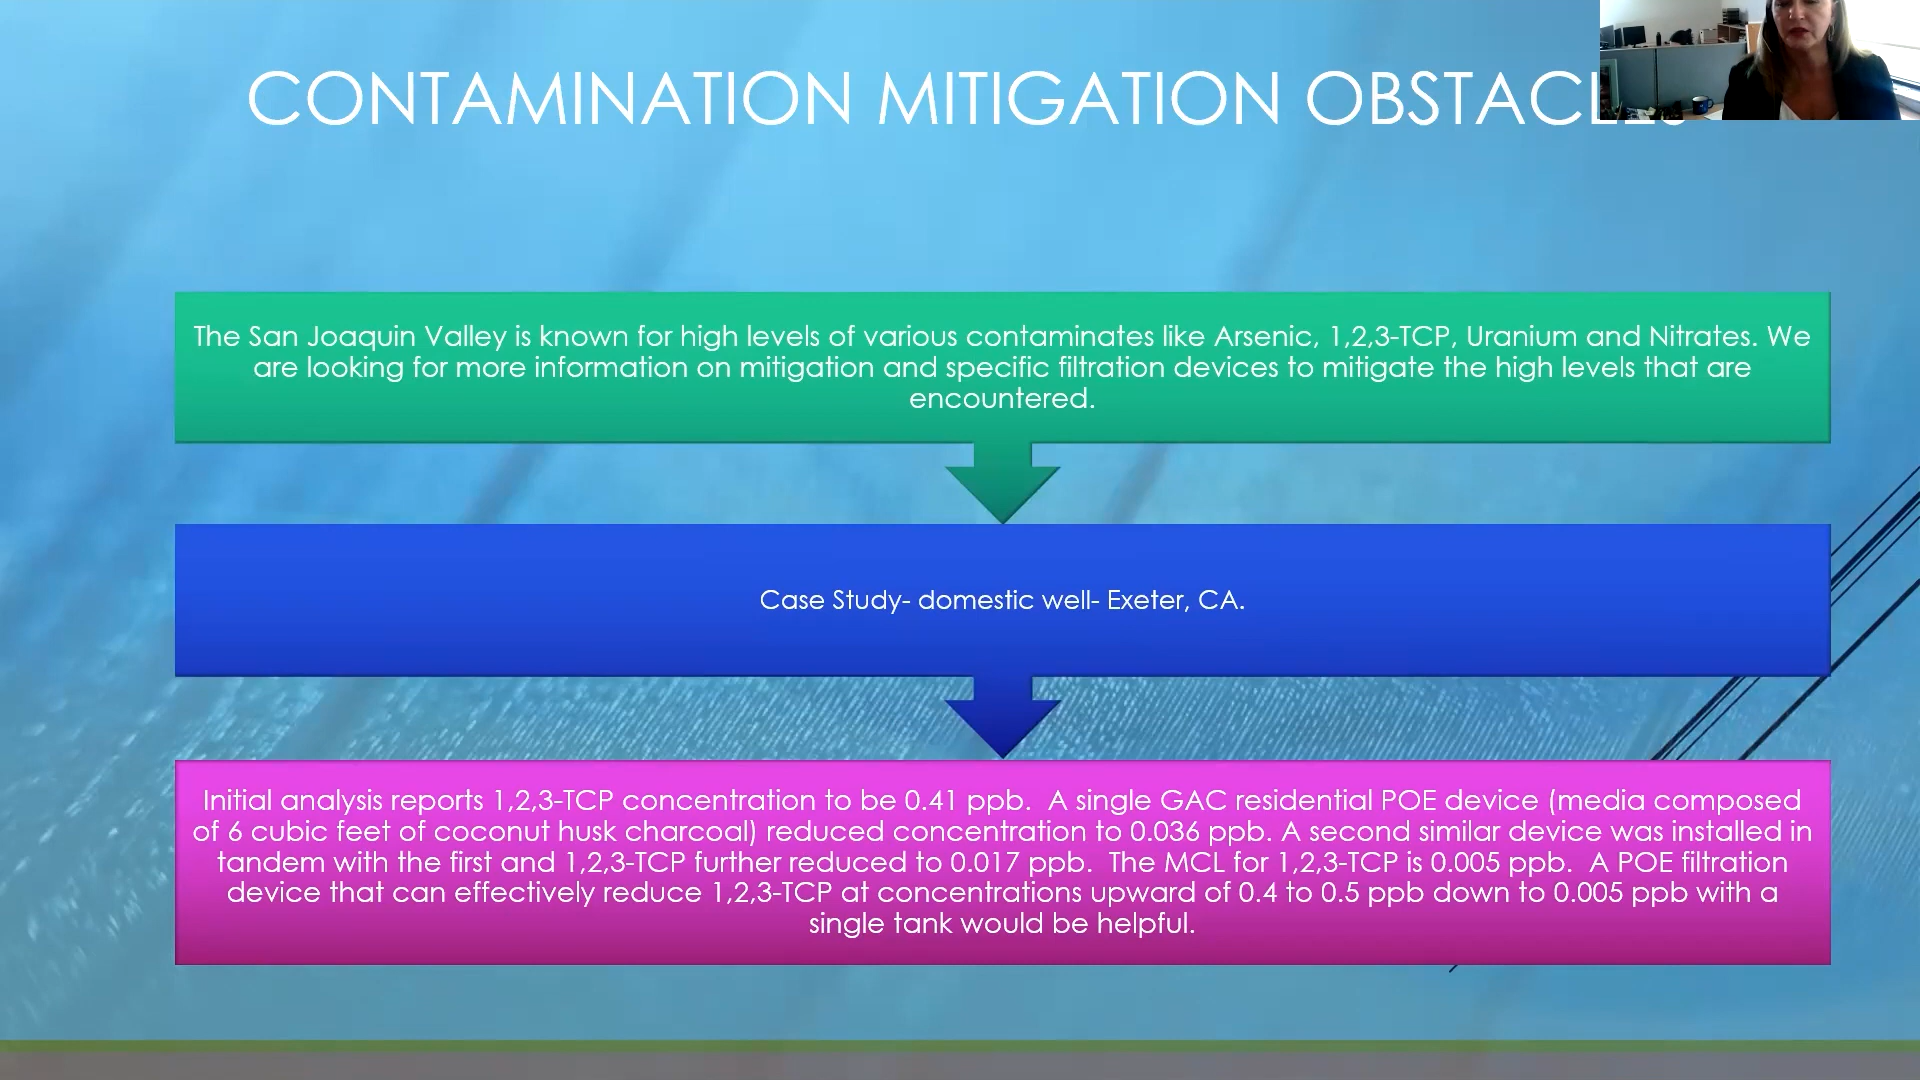 CONTAMINATION MITIGATION
The San Joaquin Valley is known for high levels of various contaminates like Arsenic, 1,2,3-TCP, Uranium and Nitrates. We
are looking for more information on mitigation and specific filtration devices to mitigate the high levels that are
encountered.
Case Study- domestic well- Exeter, CA.
Initial analysis reports 1,2,3-TCP concentration to be 0.41 ppb. A single GAC residential POE device (media composed
of 6 cubic feet of coconut husk charcoal) reduced concentration to 0.036 ppb. A second similar device was installed in
tandem with the first and 1,2,3-TCP further reduced to 0.017 ppb. The MCL for 1,2,3-TCP is 0.005 ppb. A POE filtration
device that can effectively reduce 1,2,3-TCP at concentrations upward of 0.4 to 0.5 ppb down to 0.005 ppb with a
single tank would be helpful.